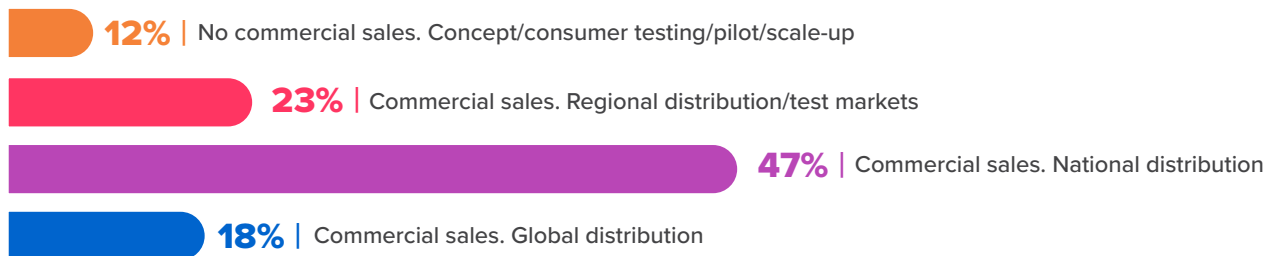 12% | No commercial sales. Concept/consumer testing/pilot/scale-up
23% | Commercial sales. Regional distribution/test markets
47% | Commercial sales. National distribution
18% | Commercial sales. Global distribution